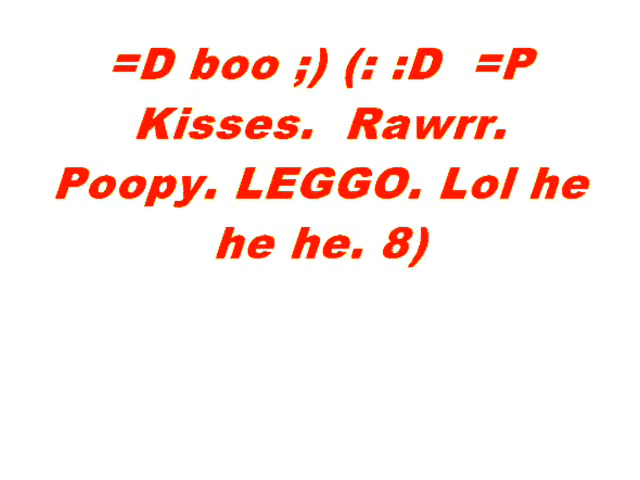 =D boo ;) (: :D  =P
Kisses.  Rawrr.
Poopy. LEGGO. Lol he
he he. 8)